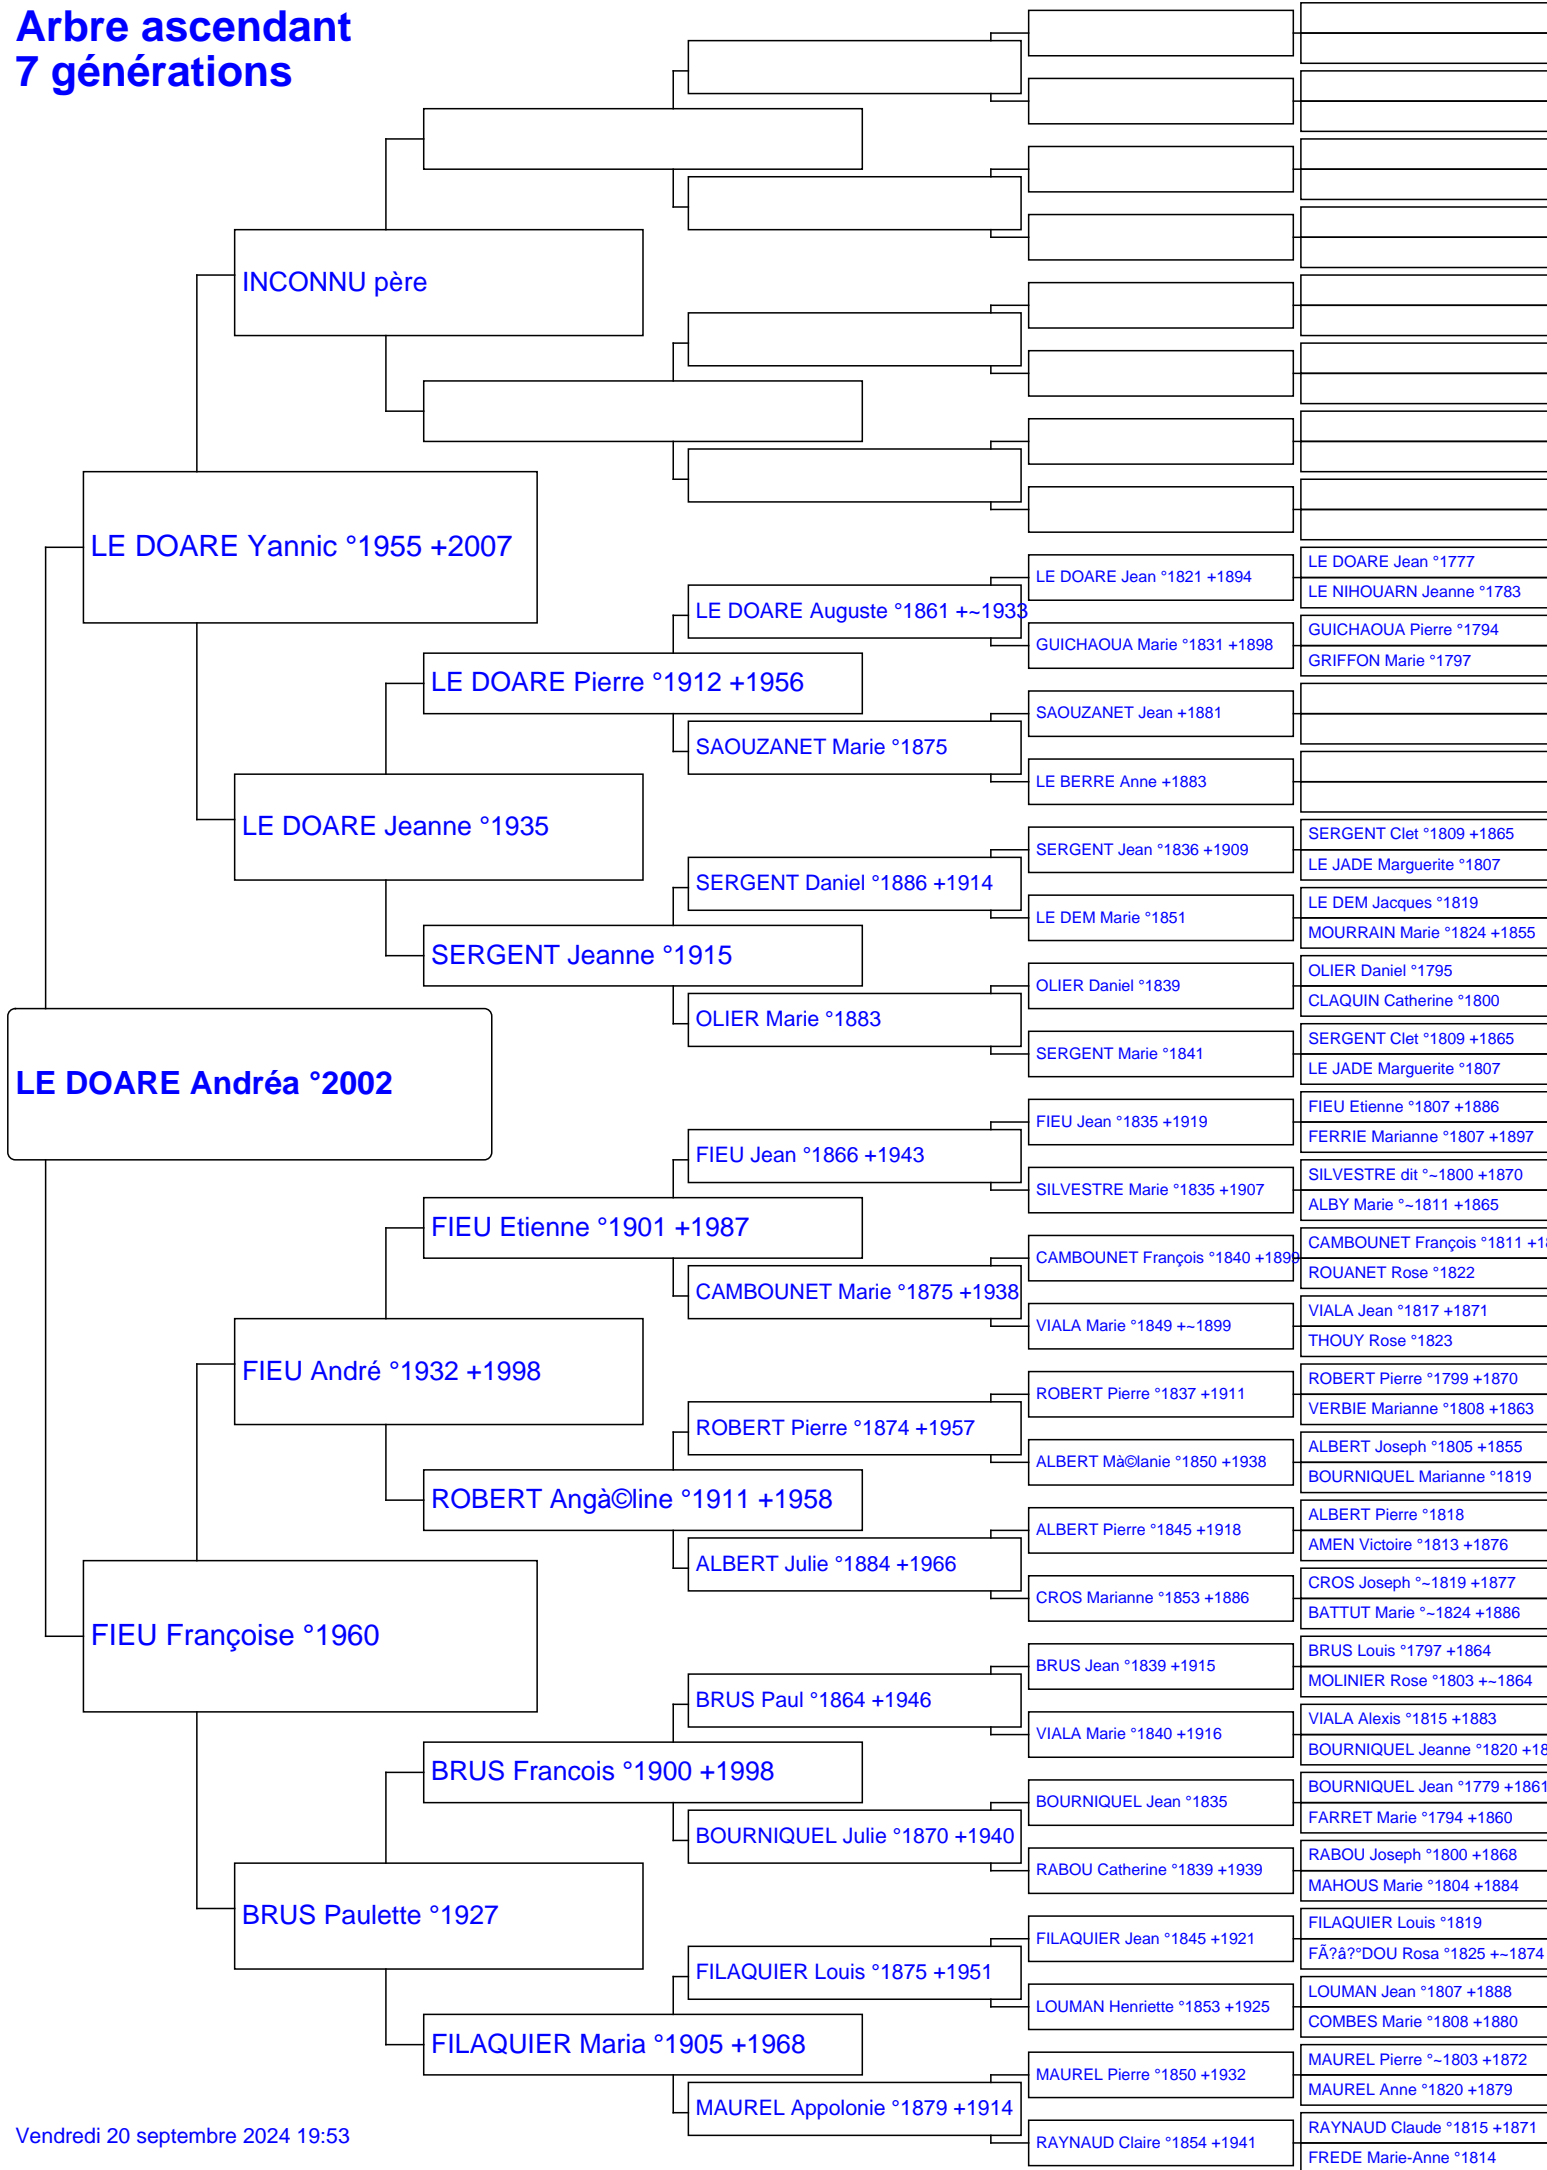 Arbre ascendant
7 générations
INCONNU père
LE DOARE Yannic °1955 +2007
LE DOARE Jean °1777
LE DOARE Jean °1821 +1894
LE NIHOUARN Jeanne °1783
LE DOARE Auguste °1861 +~1933
GUICHAOUA Pierre °1794
GUICHAOUA Marie °1831 +1898
GRIFFON Marie °1797
LE DOARE Pierre °1912 +1956
SAOUZANET Jean +1881
SAOUZANET Marie °1875
LE BERRE Anne +1883
LE DOARE Jeanne °1935
SERGENT Clet °1809 +1865
SERGENT Jean °1836 +1909
LE JADE Marguerite °1807
SERGENT Daniel °1886 +1914
LE DEM Jacques °1819
LE DEM Marie °1851
MOURRAIN Marie °1824 +1855
SERGENT Jeanne °1915
OLIER Daniel °1795
OLIER Daniel °1839
CLAQUIN Catherine °1800
OLIER Marie °1883
SERGENT Clet °1809 +1865
SERGENT Marie °1841
LE JADE Marguerite °1807
LE DOARE Andréa °2002
FIEU Etienne °1807 +1886
FIEU Jean °1835 +1919
FERRIE Marianne °1807 +1897
FIEU Jean °1866 +1943
SILVESTRE dit °~1800 +1870
SILVESTRE Marie °1835 +1907
ALBY Marie °~1811 +1865
FIEU Etienne °1901 +1987
CAMBOUNET François °1811 +18
CAMBOUNET François °1840 +1899
ROUANET Rose °1822
CAMBOUNET Marie °1875 +1938
VIALA Jean °1817 +1871
VIALA Marie °1849 +~1899
THOUY Rose °1823
FIEU André °1932 +1998
ROBERT Pierre °1799 +1870
ROBERT Pierre °1837 +1911
VERBIE Marianne °1808 +1863
ROBERT Pierre °1874 +1957
ALBERT Joseph °1805 +1855
ALBERT Mà©lanie °1850 +1938
BOURNIQUEL Marianne °1819
ROBERT Angà©line °1911 +1958
ALBERT Pierre °1818
ALBERT Pierre °1845 +1918
AMEN Victoire °1813 +1876
ALBERT Julie °1884 +1966
CROS Joseph °~1819 +1877
CROS Marianne °1853 +1886
BATTUT Marie °~1824 +1886
FIEU Françoise °1960
BRUS Louis °1797 +1864
BRUS Jean °1839 +1915
MOLINIER Rose °1803 +~1864
BRUS Paul °1864 +1946
VIALA Alexis °1815 +1883
VIALA Marie °1840 +1916
BOURNIQUEL Jeanne °1820 +18
BRUS Francois °1900 +1998
BOURNIQUEL Jean °1779 +1861
BOURNIQUEL Jean °1835
FARRET Marie °1794 +1860
BOURNIQUEL Julie °1870 +1940
RABOU Joseph °1800 +1868
RABOU Catherine °1839 +1939
MAHOUS Marie °1804 +1884
BRUS Paulette °1927
FILAQUIER Louis °1819
FILAQUIER Jean °1845 +1921
FÃ?â?°DOU Rosa °1825 +~1874
FILAQUIER Louis °1875 +1951
LOUMAN Jean °1807 +1888
LOUMAN Henriette °1853 +1925
COMBES Marie °1808 +1880
FILAQUIER Maria °1905 +1968
MAUREL Pierre °~1803 +1872
MAUREL Pierre °1850 +1932
MAUREL Anne °1820 +1879
MAUREL Appolonie °1879 +1914
RAYNAUD Claude °1815 +1871
RAYNAUD Claire °1854 +1941
FREDE Marie-Anne °1814
Vendredi 20 septembre 2024 19:53